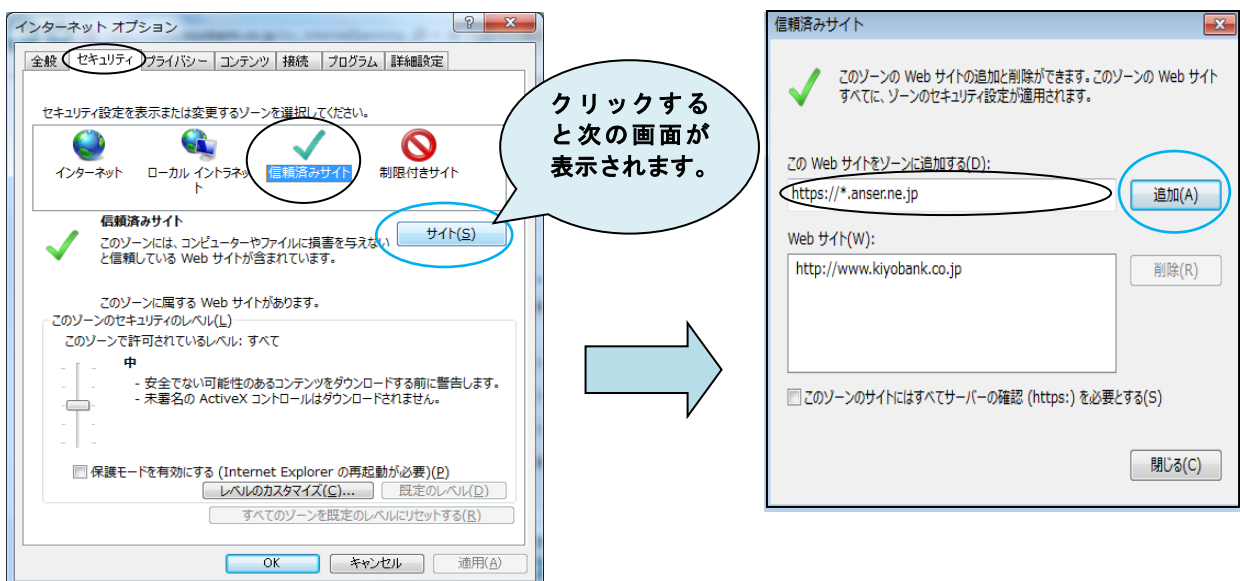 インターネット オプション
全般 セキュリティ プライバシー コンテンツ 接続 プログラム 詳細設定
セキュリティ設定を表示または変更するゾーンを選択してください。
インターネット
ローカル イントラネッ
ト
信頼済みサイト
制限付きサイト
信頼済みサイト
このゾーンには、コンピューターやファイルに損害を与えない
と信頼している Web サイトが含まれています。
サイト(S)
このゾーンに属する Web サイトがあります。
このゾーンのセキュリティのレベル(L)
このゾーンで許可されているレベル: すべて
中
- 安全でない可能性のあるコンテンツをダウンロードする前に警告します。
- 未署名の ActiveX コントロールはダウンロードされません。
保護モードを有効にする (Internet Explorer の再起動が必要)(P)
レベルのカスタマイズ(C)... 既定のレベル(D)
すべてのゾーンを既定のレベルにリセットする(R)
OK キャンセル 適用(A)
クリックする
と次の画面が
表示されます。
信頼済みサイト
このゾーンの Web サイトの追加と削除ができます。このゾーンの Web サイト
すべてに、ゾーンのセキュリティ設定が適用されます。
この Web サイトをゾーンに追加する(D):
https://*.anser.ne.jp
追加(A)
Web サイト(W):
http://www.kiyobank.co.jp
削除(R)
このゾーンのサイトにはすべてサーバーの確認 (https:) を必要とする(S)
閉じる(C)